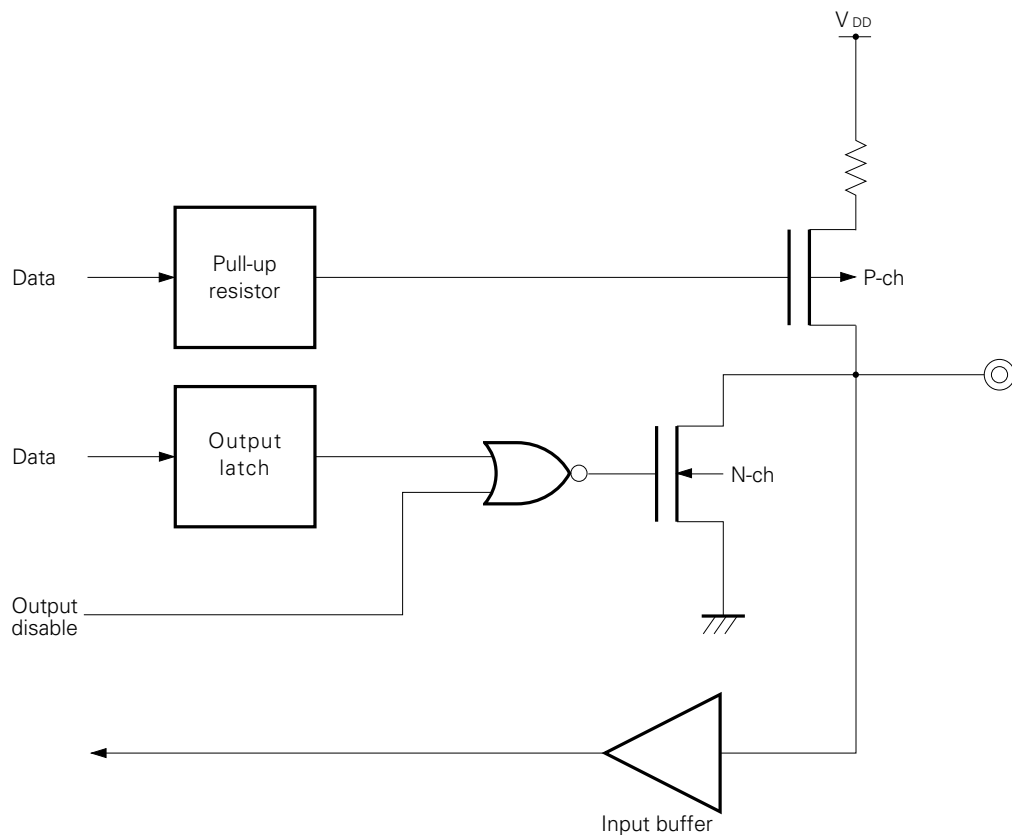 V DD
Data
Pull-up
resistor
P-ch
Data
Output
latch
N-ch
Output
disable
Input buffer